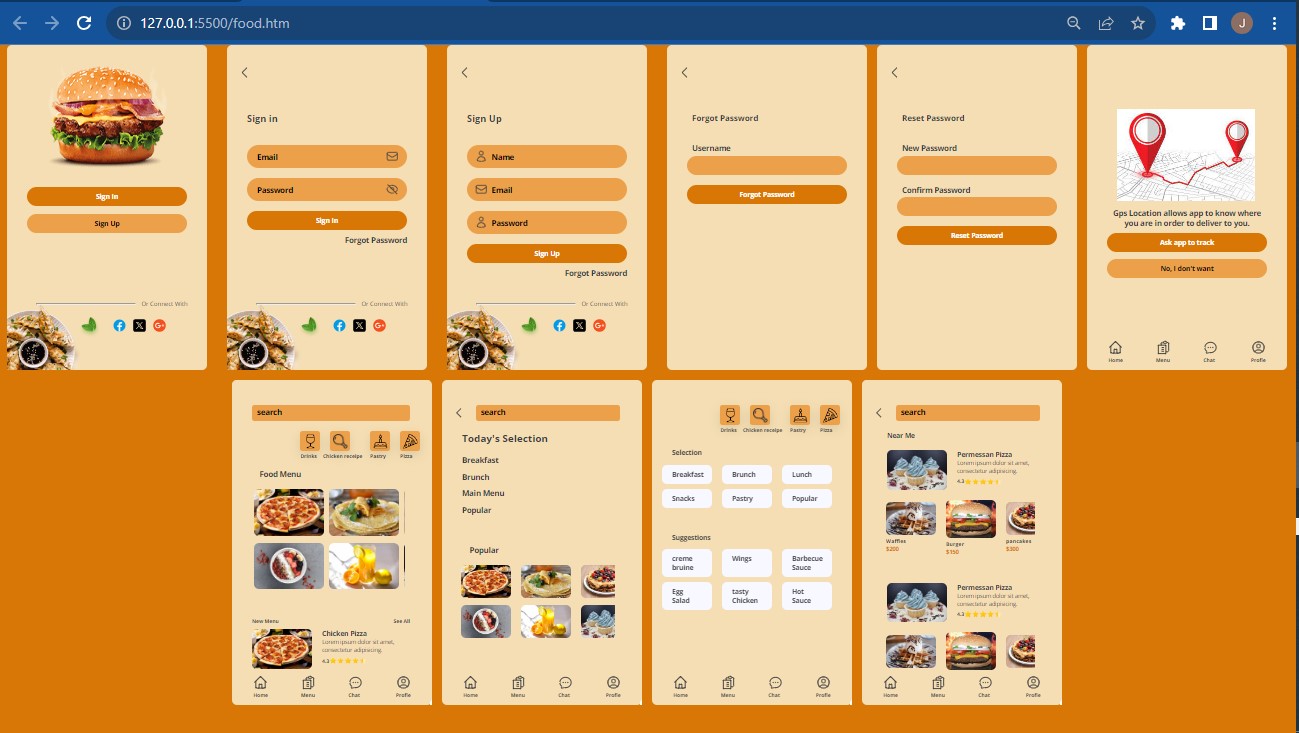 127.0.0.1:5500/food.htm
J
Sign In
Sign Up
Or Connect With
Sign in
Email
Password
Sign In
Forgot Password
Or Connect With
Sign Up
Name
Email
Password
Sign Up
Forgot Password
Or Connect With
Forgot Password
Username
Forgot Password
Reset Password
New Password
Confirm Password
Reset Password
Gps Location allows app to know where
you are in order to deliver to you.
Ask app to track
No, I don't want
Home Menu Chat Profle
search
Drinks Chicken receipe Pastry Pizza
Food Menu
New Menu See All
Chicken Pizza
Lorem ipsum dolor sit amet,
consectetur adipisicing.
4.3
Home Menu Chat Profle
search
Today's Selection
Breakfast
Brunch
Main Menu
Popular
Popular
Home Menu Chat Profle
Drinks Chicken receipe Pastry Pizza
Selection
Breakfast Brunch Lunch
Snacks Pastry Popular
Suggestions
creme
bruine
Wings
Barbecue
Sauce
Egg
Salad
tasty
Chicken
Hot
Sauce
Home Menu Chat Profle
search
Near Me
Permessan Pizza
Lorem ipsum dolor sit amet,
consectetur adipisicing.
4.3
Waffles
$200
Burger
$150
pancakes
$300
Permessan Pizza
Lorem ipsum dolor sit amet,
consectetur adipisicing.
4.3
Home Menu Chat Profle